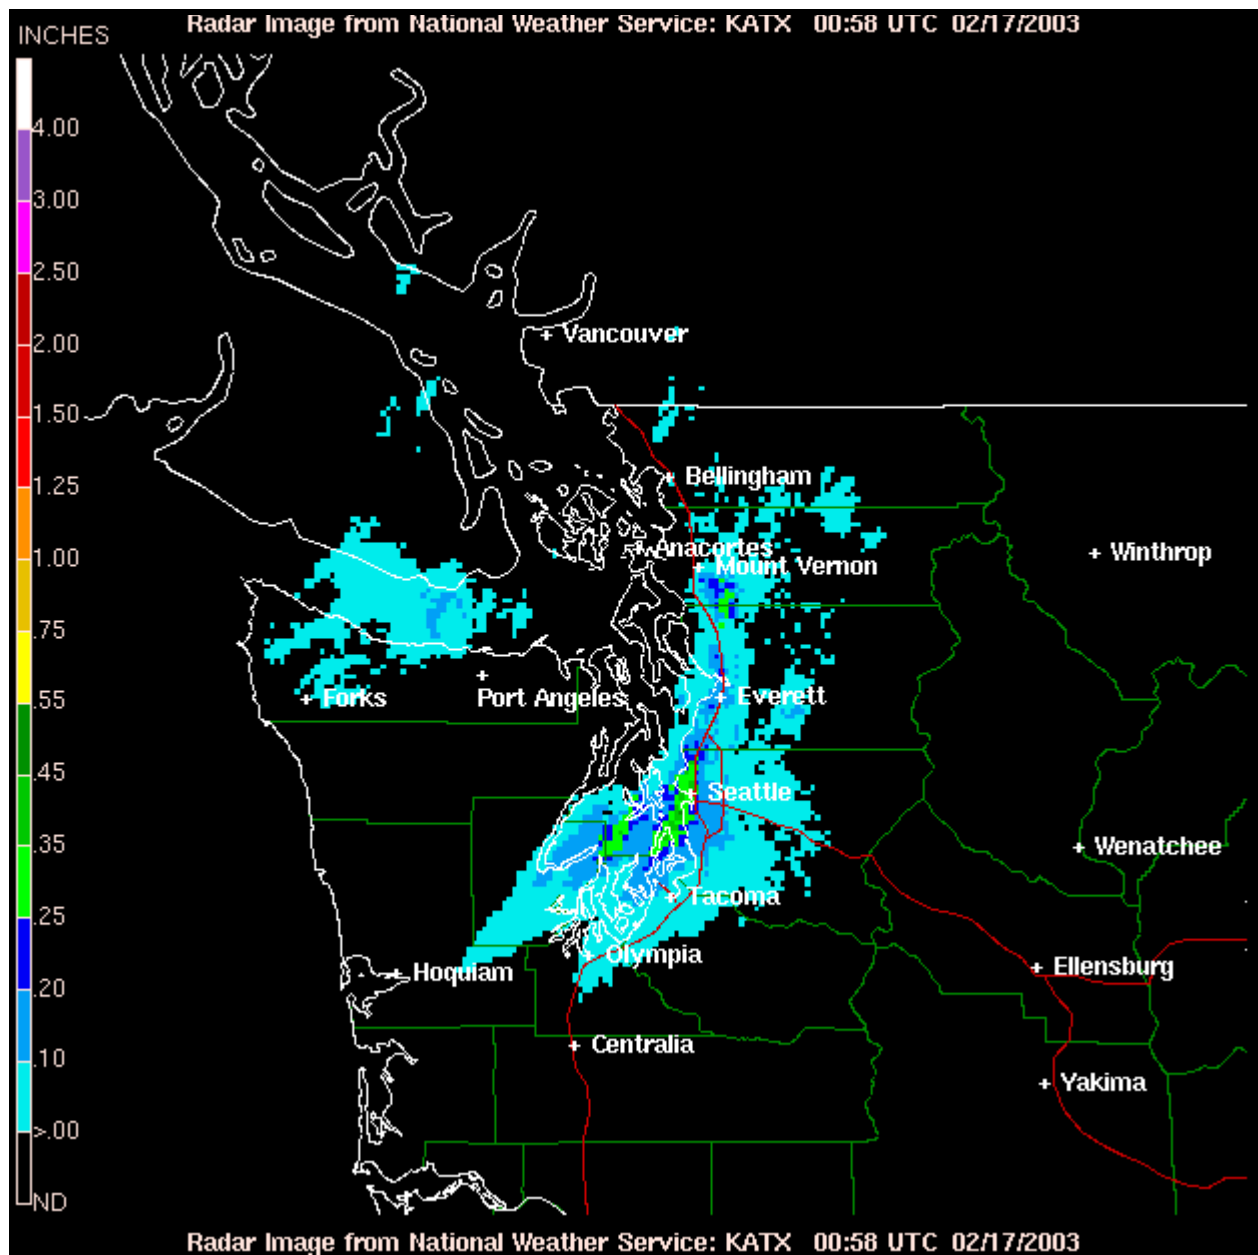 Radar Image from National Weather Service: KATX 00:58 UTC 02/17/2003
INCHES
4.00
3.00
2.50
2.00
1.50
1.25
1.00
.75
.55
.45
.35
.25
.20
.10
>.00
ND
Vancouver
Bellingham
Anacortes
Winthrop
Mount Vernon
Forks
Port Angeles
Everett
Seattle
Wenatchee
Tacoma
Olympia
Hoquiam
Ellensburg
Centralia
Yakima
Radar Image from National Weather Service: KATX 00:58 UTC 02/17/2003